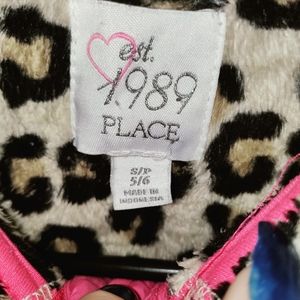 est.
1989
PLACE
S/P
5/6
MADE IN
INDONESIA